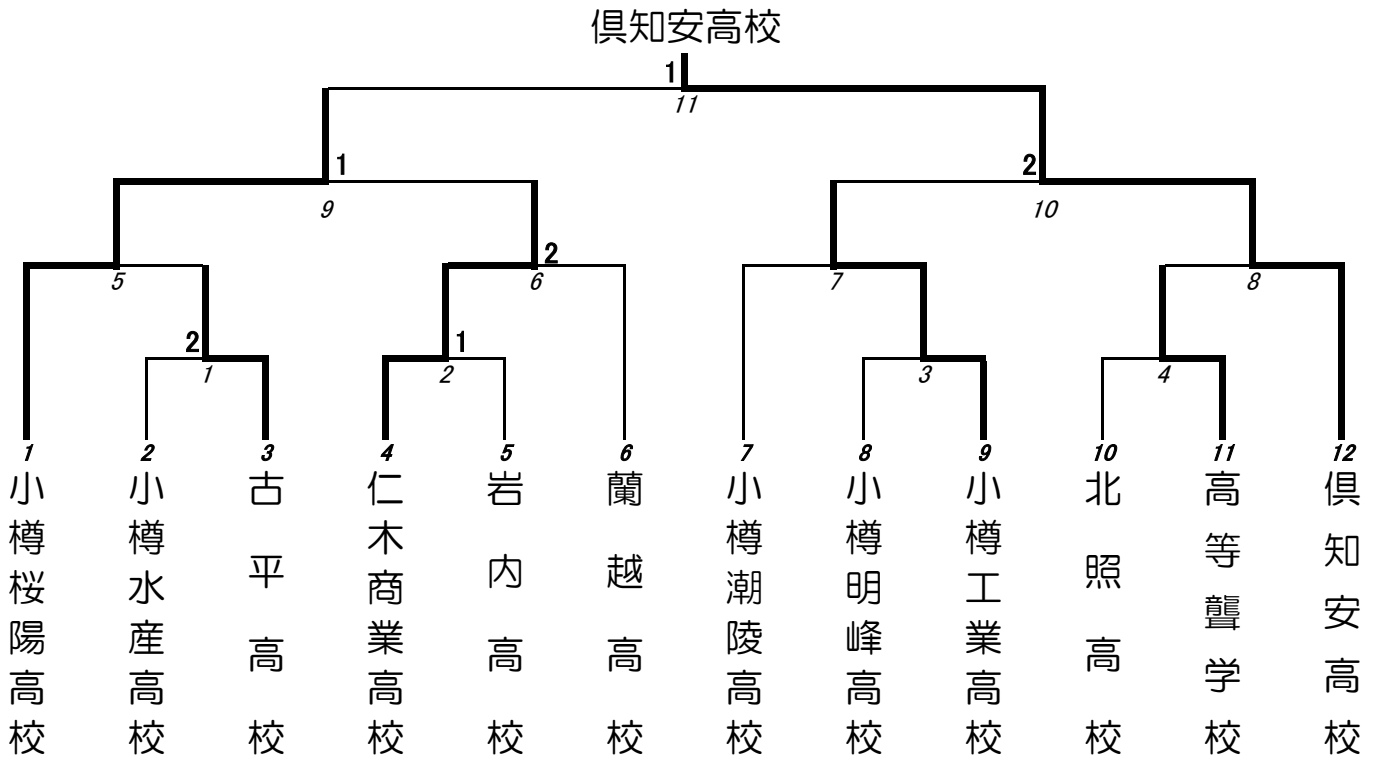 倶知安高校
1
11
1
2
9
10
5
2
6
7
8
2
1
1
2
3
4
1 2 3 4 5 6 7 8 9 10 11 12
小樽桜陽高校
小樽水産高校
古平高校
仁木商業高校
岩内高校
蘭越高校
小樽潮陵高校
小樽明峰高校
小樽工業高校
北照高校
高等聾学校
倶知安高校